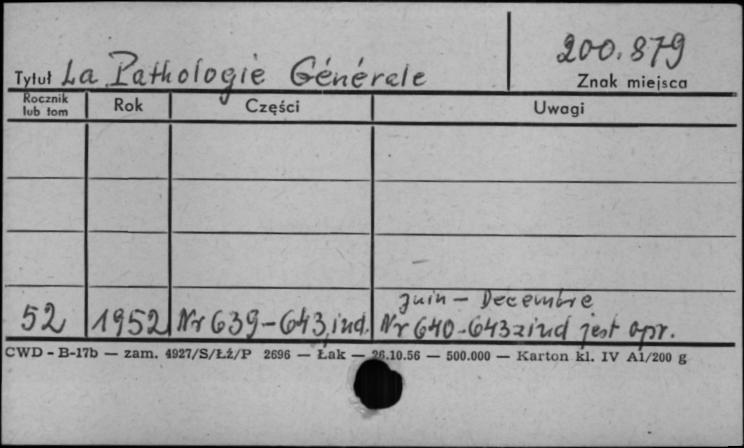 Tytuł La Pathologie Générale
200.879
Znak miejsca
Rocznik lub tom
Rok
Części
Uwagi
52
1952
Nr 639-643, ind.
Juin - Decembre
Nr 640-643 z ind jest opr.
CWD - B-17b — zam. 4927/S/Łż/P 2696 — Łak — 26.10.56 — 500.000 — Karton kl. IV A1/200 g